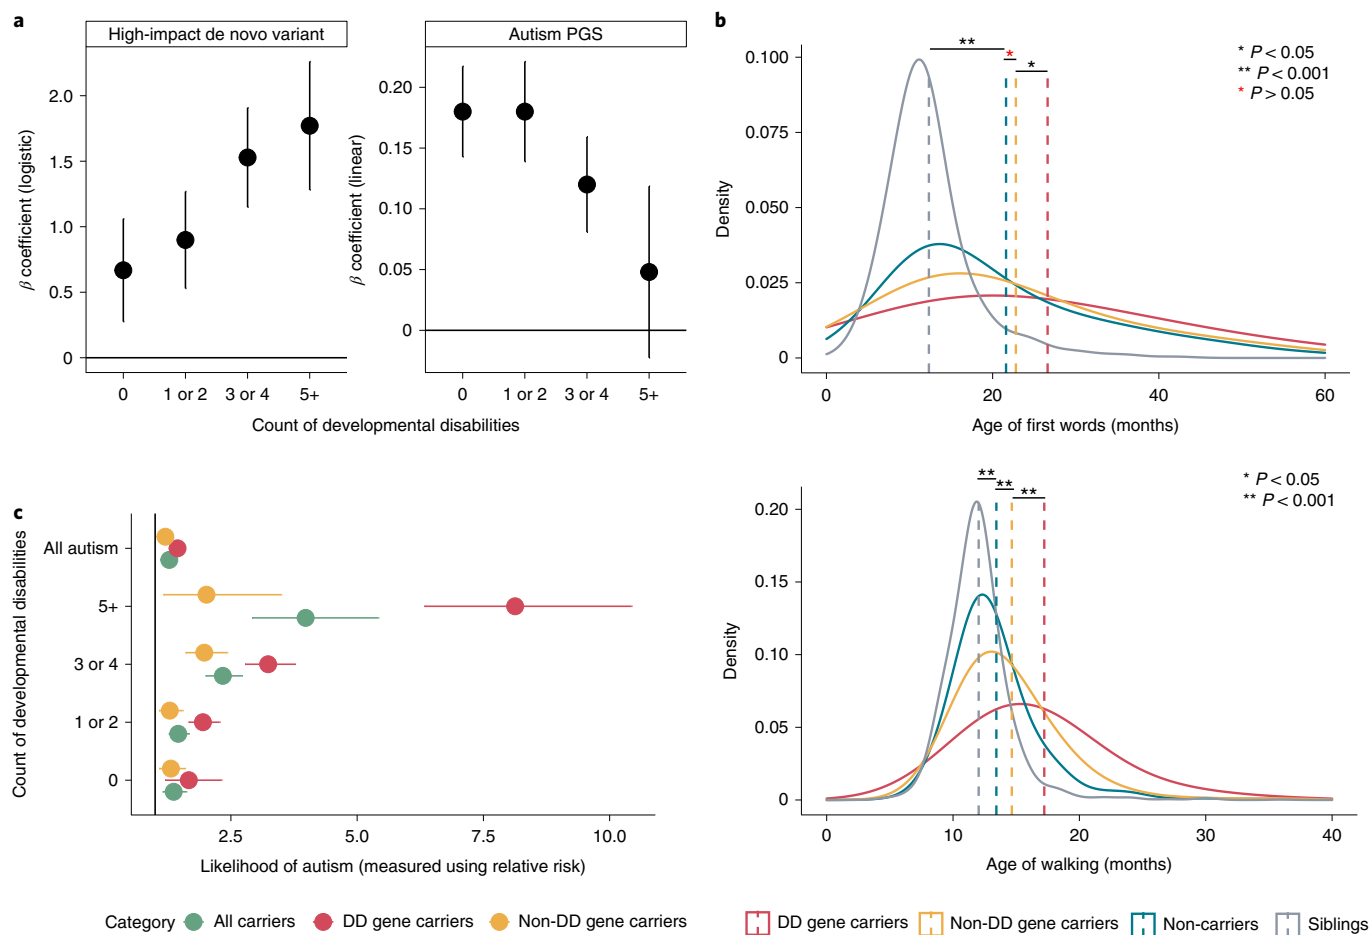 a
High-impact de novo variant
Autism PGS
β coefficient (logistic)
2.0
1.5
1.0
0.5
0
0 1 or 2 3 or 4 5+
β coefficient (linear)
0.20
0.15
0.10
0.05
0
0 1 or 2 3 or 4 5+
Count of developmental disabilities
b
** * *
* P < 0.05
** P < 0.001
* P > 0.05
Density
0.100
0.075
0.050
0.025
0
0 20 40 60
Age of first words (months)
** ** **
* P < 0.05
** P < 0.001
Density
0.20
0.15
0.10
0.05
0
0 10 20 30 40
Age of walking (months)
DD gene carriers Non-DD gene carriers Non-carriers Siblings
c
Count of developmental disabilities
All autism
5+
3 or 4
1 or 2
0
2.5 5.0 7.5 10.0
Likelihood of autism (measured using relative risk)
Category All carriers DD gene carriers Non-DD gene carriers